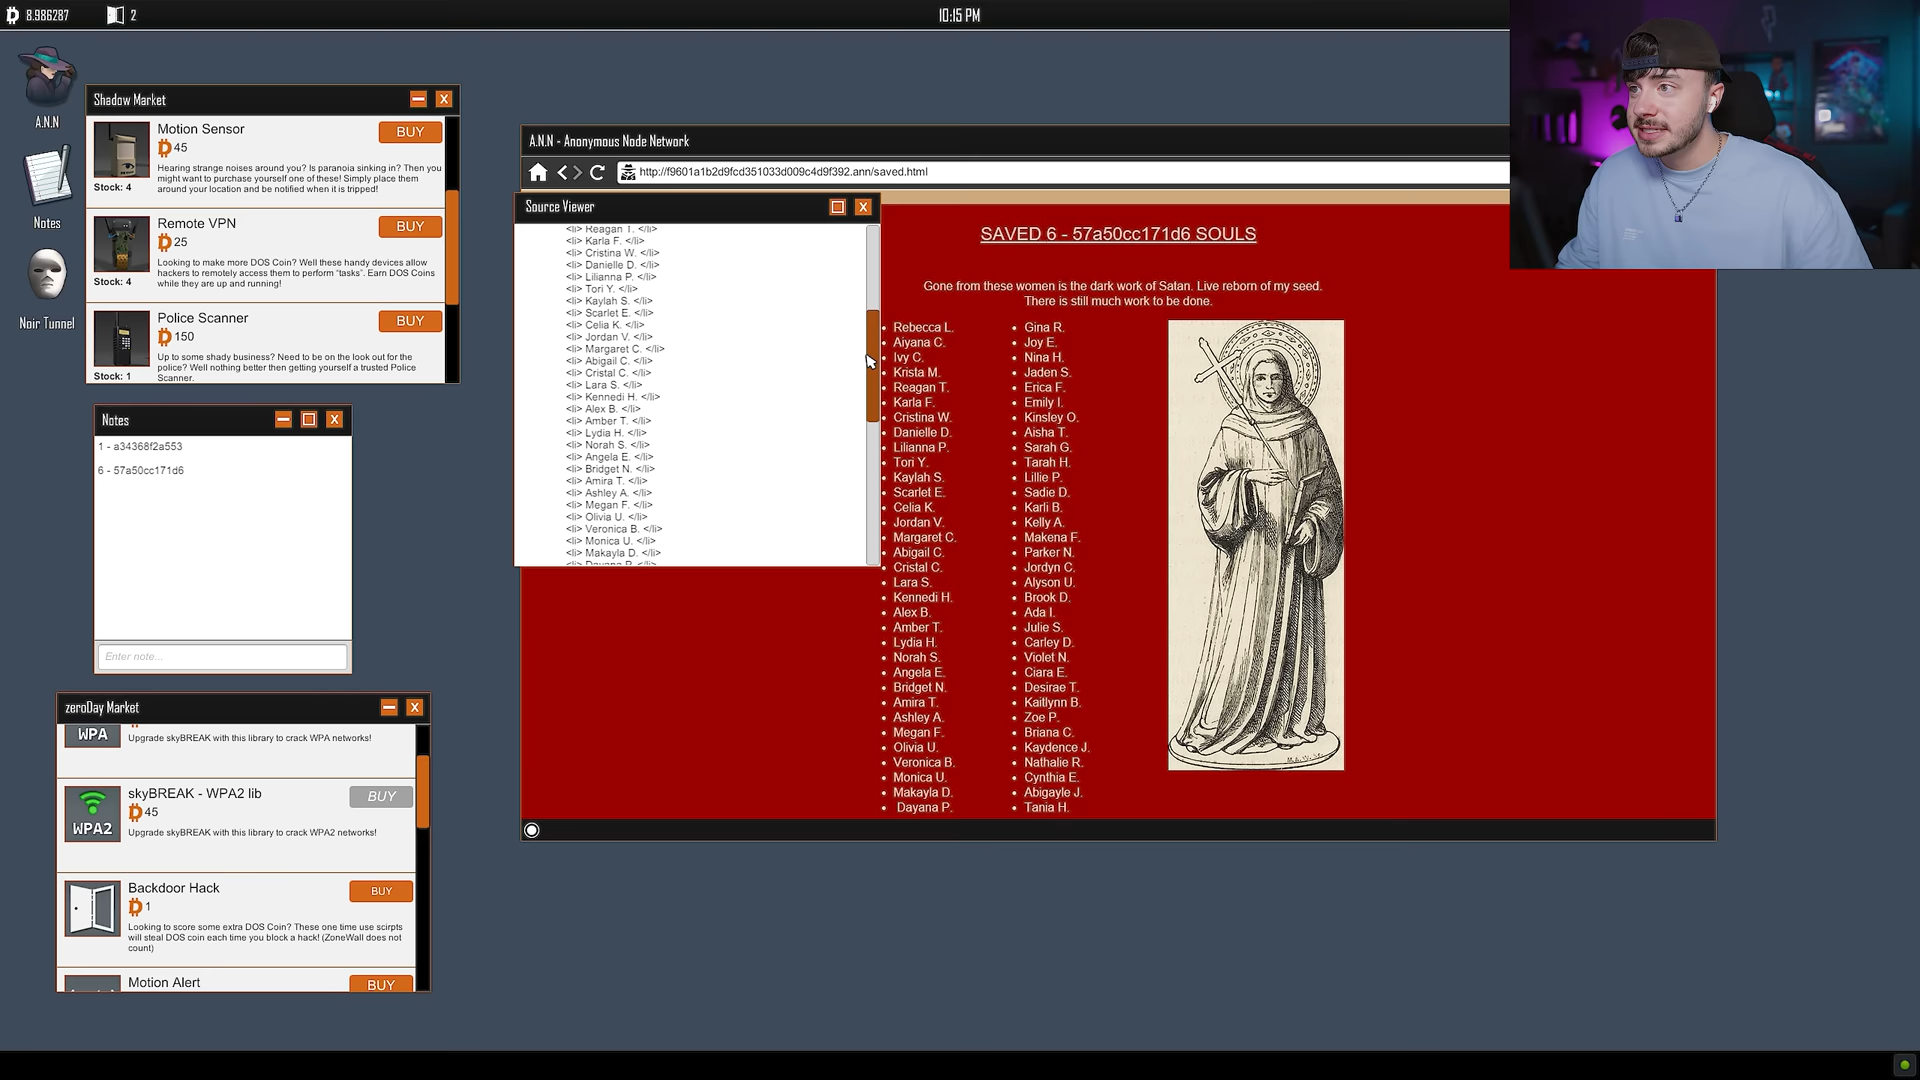 8.986287
2
10:15 PM
A.N.N
Notes
Noir Tunnel
Shadow Market
Motion Sensor
BUY
45
Hearing strange noises around you? Is paranoia sinking in? Then you
might want to purchase yourself one of these! Simply place them
around your location and be notified when it is tripped!
Stock: 4
Remote VPN
BUY
25
Looking to make more DOS Coin? Well these handy devices allow
hackers to remotely access them to perform "tasks". Earn DOS Coins
while they are up and running!
Stock: 4
Police Scanner
BUY
150
Up to some shady business? Need to be on the look out for the
police? Well nothing better then getting yourself a trusted Police
Scanner.
Stock: 1
Notes
1 - a34368f2a553
6 - 57a50cc171d6
Enter note...
zeroDay Market
WPA
Upgrade skyBREAK with this library to crack WPA networks!
skyBREAK - WPA2 lib
BUY
45
WPA2
Upgrade skyBREAK with this library to crack WPA2 networks!
Backdoor Hack
BUY
1
Looking to score some extra DOS Coin? These one time use scirpts
will steal DOS coin each time you block a hack! (ZoneWall does not
count)
Motion Alert
BUY
A.N.N - Anonymous Node Network
http://f9601a1b2d9fcd351033d009c4d9f392.ann/saved.html
Source Viewer
<li> Reagan T. </li>
<li> Karla F. </li>
<li> Cristina W. </li>
<li> Danielle D. </li>
<li> Lilianna P. </li>
<li> Tori Y. </li>
<li> Kaylah S. </li>
<li> Scarlet E. </li>
<li> Celia K. </li>
<li> Jordan V. </li>
<li> Margaret C. </li>
<li> Abigail C. </li>
<li> Cristal C. </li>
<li> Lara S. </li>
<li> Kennedi H. </li>
<li> Alex B. </li>
<li> Amber T. </li>
<li> Lydia H. </li>
<li> Norah S. </li>
<li> Angela E. </li>
<li> Bridget N. </li>
<li> Amira T. </li>
<li> Ashley A. </li>
<li> Megan F. </li>
<li> Olivia U. </li>
<li> Veronica B. </li>
<li> Monica U. </li>
<li> Makayla D. </li>
<li> Dayana P. </li>
SAVED 6 - 57a50cc171d6 SOULS
Gone from these women is the dark work of Satan. Live reborn of my seed.
There is still much work to be done.
Rebecca L.
Aiyana C.
Ivy C.
Krista M.
Reagan T.
Karla F.
Cristina W.
Danielle D.
Lilianna P.
Tori Y.
Kaylah S.
Scarlet E.
Celia K.
Jordan V.
Margaret C.
Abigail C.
Cristal C.
Lara S.
Kennedi H.
Alex B.
Amber T.
Lydia H.
Norah S.
Angela E.
Bridget N.
Amira T.
Ashley A.
Megan F.
Olivia U.
Veronica B.
Monica U.
Makayla D.
Dayana P.
Gina R.
Joy E.
Nina H.
Jaden S.
Erica F.
Emily I.
Kinsley O.
Aisha T.
Sarah G.
Tarah H.
Lillie P.
Sadie D.
Karli B.
Kelly A.
Makena F.
Parker N.
Jordyn C.
Alyson U.
Brook D.
Ada I.
Julie S.
Carley D.
Violet N.
Ciara E.
Desirae T.
Kaitlynn B.
Zoe P.
Briana C.
Kaydence J.
Nathalie R.
Cynthia E.
Abigayle J.
Tania H.